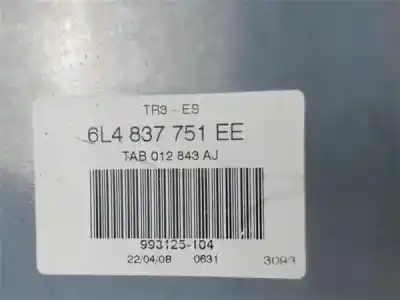 TR3-ES
6L4 837 751 EE
TAB 012 843 AJ
993125-104
22/04/08 0631 3093